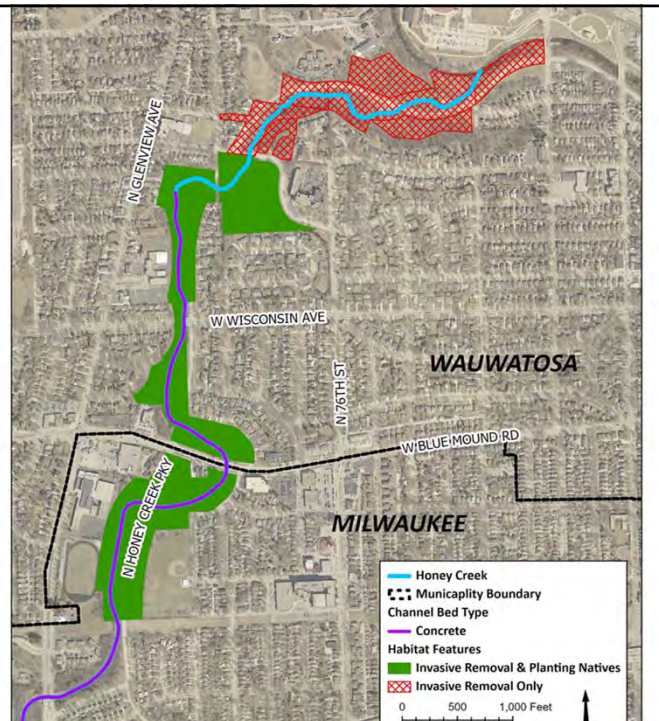 N GLENVIEW AVE
W WISCONSIN AVE
N 76TH ST
WAUWATOSA
W BLUE MOUND RD
N HONEY CREEK PKY
MILWAUKEE
Honey Creek
Municaplity Boundary
Channel Bed Type
Concrete
Habitat Features
Invasive Removal & Planting Natives
Invasive Removal Only
0 500 1,000 Feet